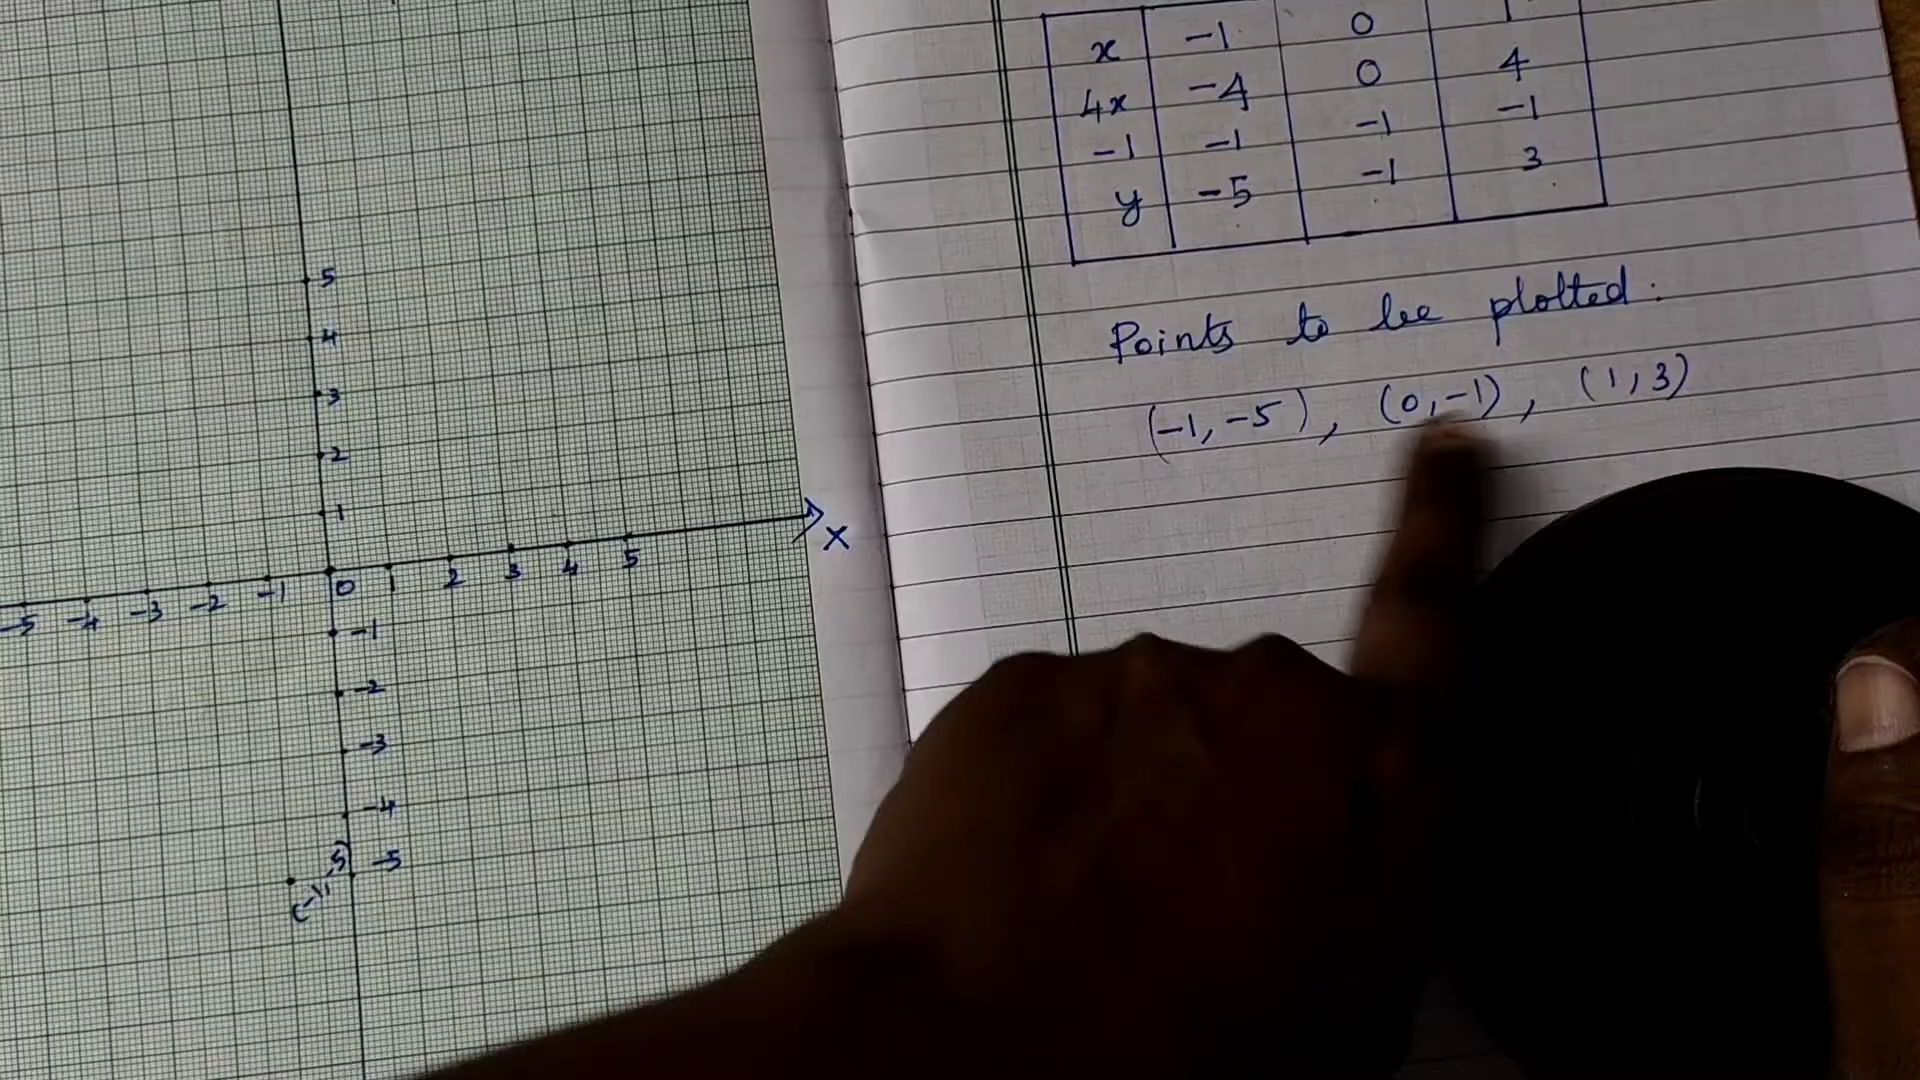 x -1 0 1
4x -4 0 4
-1 -1 -1 -1
y -5 -1 3
Points to be plotted:
(-1,-5), (0,-1), (1,3)
5
4
3
2
1
X
-5 -4 -3 -2 -1 0 1 2 3 4 5
-1
-2
-3
-4
-5
(-1,-5)